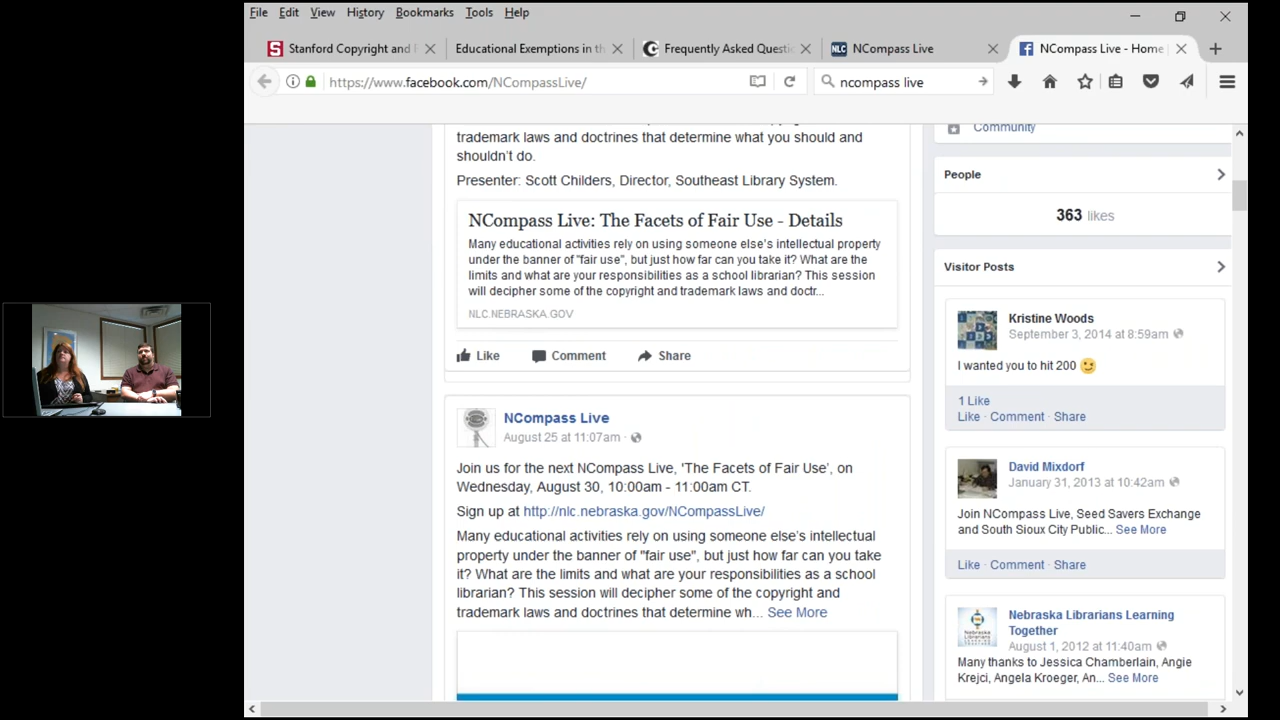 File Edit View History Bookmarks Tools Help
Stanford Copyright and
Educational Exemptions in th
Frequently Asked Questi
NLC NCompass Live
NCompass Live - Home
https://www.facebook.com/NCompassLive/
ncompass live
trademark laws and doctrines that determine what you should and
shouldn't do.
Presenter: Scott Childers, Director, Southeast Library System.
NCompass Live: The Facets of Fair Use - Details
Many educational activities rely on using someone else's intellectual property
under the banner of "fair use", but just how far can you take it? What are the
limits and what are your responsibilities as a school librarian? This session
will decipher some of the copyright and trademark laws and doctr...
NLC.NEBRASKA.GOV
Like Comment Share
NCompass Live
August 25 at 11:07am
Join us for the next NCompass Live, 'The Facets of Fair Use', on
Wednesday, August 30, 10:00am - 11:00am CT.
Sign up at http://nlc.nebraska.gov/NCompassLive/
Many educational activities rely on using someone else's intellectual
property under the banner of "fair use", but just how far can you take
it? What are the limits and what are your responsibilities as a school
librarian? This session will decipher some of the copyright and
trademark laws and doctrines that determine wh... See More
Community
People
363 likes
Visitor Posts
Kristine Woods
September 3, 2014 at 8:59am
I wanted you to hit 200
1 Like
Like · Comment · Share
David Mixdorf
January 31, 2013 at 10:42am
Join NCompass Live, Seed Savers Exchange
and South Sioux City Public... See More
Like · Comment · Share
Nebraska Librarians Learning
Together
August 1, 2012 at 11:40am
Many thanks to Jessica Chamberlain, Angie
Krejci, Angela Kroeger, An... See More